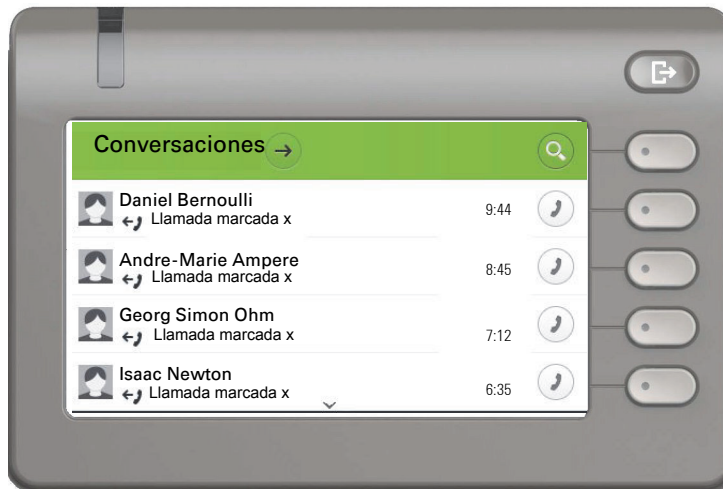 Conversaciones
Daniel Bernoulli
Llamada marcada x
9:44
Andre-Marie Ampere
Llamada marcada x
8:45
Georg Simon Ohm
Llamada marcada x
7:12
Isaac Newton
Llamada marcada x
6:35